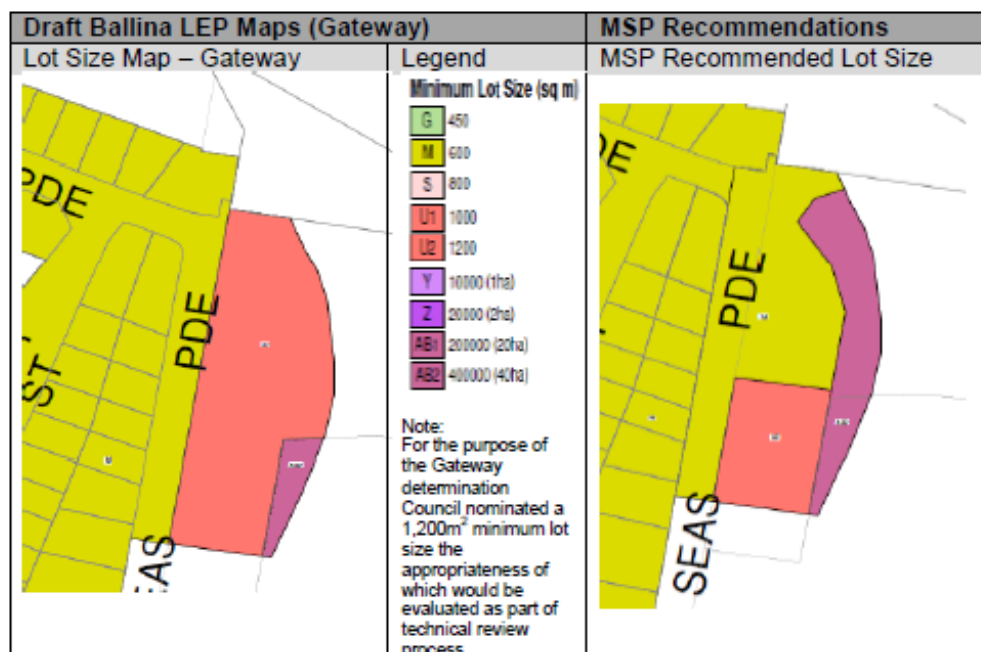 Draft Ballina LEP Maps (Gateway)
MSP Recommendations
Lot Size Map – Gateway
Legend
MSP Recommended Lot Size
Minimum Lot Size (sq m)
G 450
M 600
S 800
U1 1000
U2 1200
Y 10000 (1ha)
Z 20000 (2ha)
AB1 200000 (20ha)
AB2 400000 (40ha)
Note:
For the purpose of
the Gateway
determination
Council nominated a
1,200m² minimum lot
size the
appropriateness of
which would be
evaluated as part of
technical review
process
PDE
PDE
ST
M
EAS
DE
PDE
M
SEAS